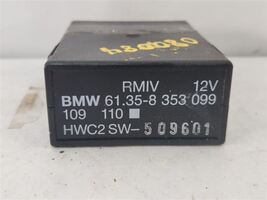 RMIV 12V
BMW 61.35-8 353 099
109 110
HWC2 SW-509601